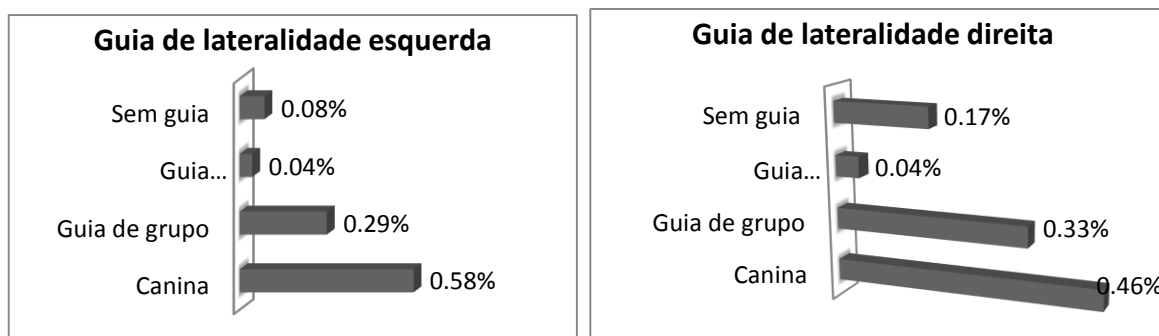 Guia de lateralidade esquerda
Sem guia 0.08%
Guia... 0.04%
Guia de grupo 0.29%
Canina 0.58%
Guia de lateralidade direita
Sem guia 0.17%
Guia... 0.04%
Guia de grupo 0.33%
Canina 0.46%